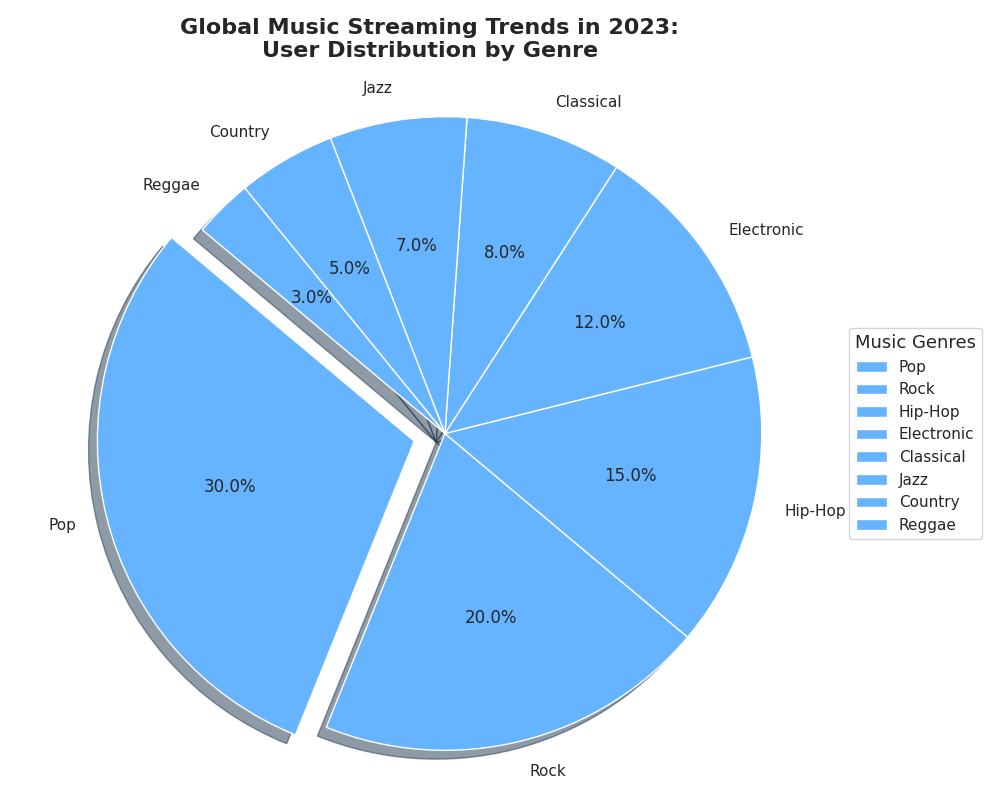 Global Music Streaming Trends in 2023:
User Distribution by Genre
Jazz
Classical
Country
Reggae
Electronic
7.0%
8.0%
5.0%
3.0%
12.0%
30.0%
15.0%
Pop
Hip-Hop
20.0%
Rock
Music Genres
Pop
Rock
Hip-Hop
Electronic
Classical
Jazz
Country
Reggae